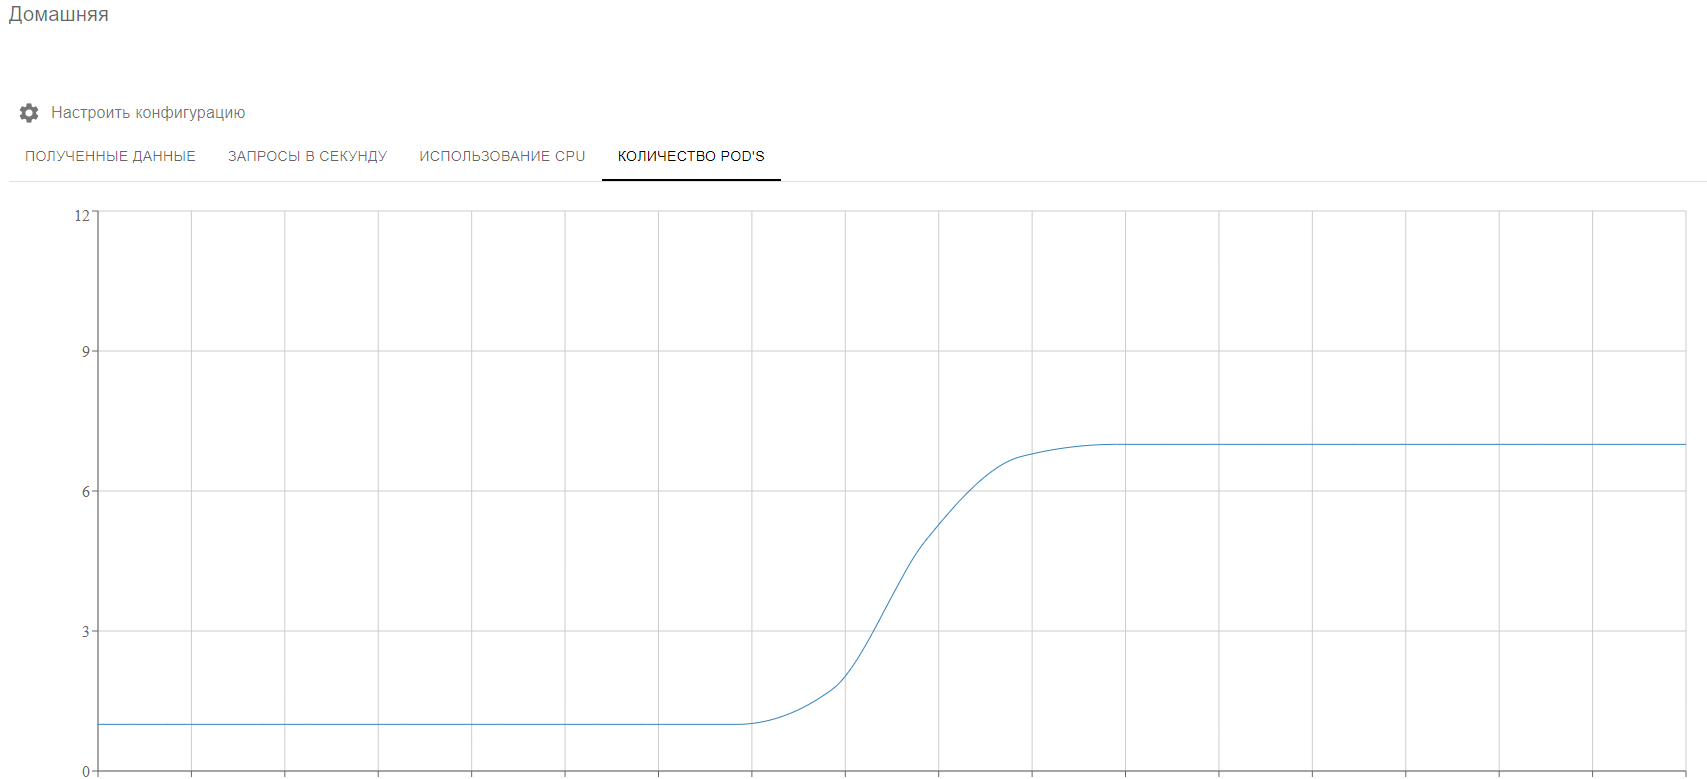 Домашняя
Настроить конфигурацию
ПОЛУЧЕННЫЕ ДАННЫЕ ЗАПРОСЫ В СЕКУНДУ ИСПОЛЬЗОВАНИЕ CPU КОЛИЧЕСТВО POD'S
12
9
6
3
0